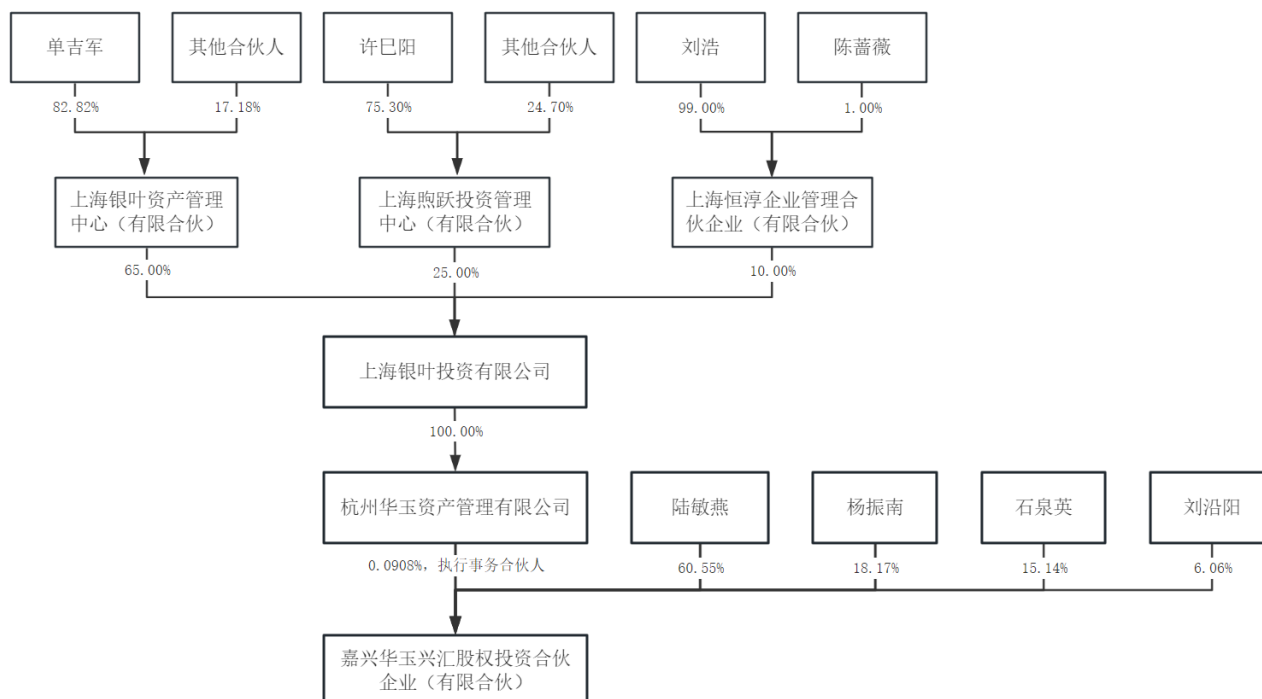 单吉军
其他合伙人
许巳阳
其他合伙人
刘浩
陈蔷薇
82.82%
17.18%
75.30%
24.70%
99.00%
1.00%
上海银叶资产管理
中心（有限合伙）
上海煦跃投资管理
中心（有限合伙）
上海恒淳企业管理合
伙企业（有限合伙）
65.00%
25.00%
10.00%
上海银叶投资有限公司
100.00%
杭州华玉资产管理有限公司
陆敏燕
杨振南
石泉英
刘沿阳
0.0908%，执行事务合伙人
60.55%
18.17%
15.14%
6.06%
嘉兴华玉兴汇股权投资合伙
企业（有限合伙）